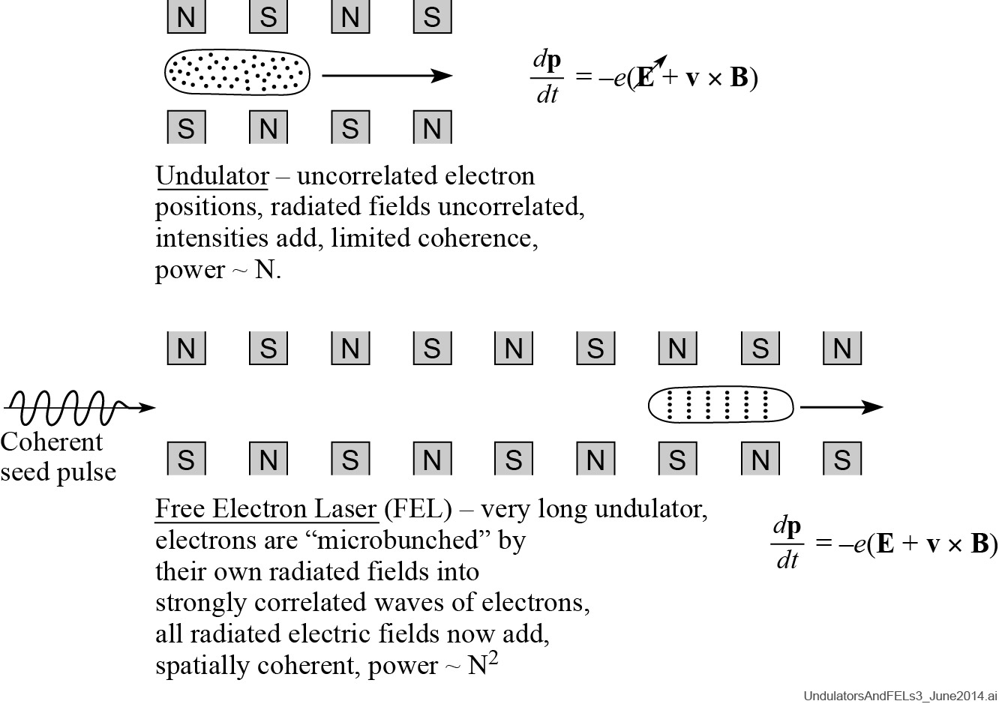 N S N S
dp/dt = –e(E + v × B)
S N S N
Undulator – uncorrelated electron
positions, radiated fields uncorrelated,
intensities add, limited coherence,
power ~ N.
N S N S N S N S N
Coherent
seed pulse
S N S N S N S N S
Free Electron Laser (FEL) – very long undulator,
electrons are “microbunched” by
their own radiated fields into
strongly correlated waves of electrons,
all radiated electric fields now add,
spatially coherent, power ~ N²
dp/dt = –e(E + v × B)
UndulatorsAndFELs3_June2014.ai